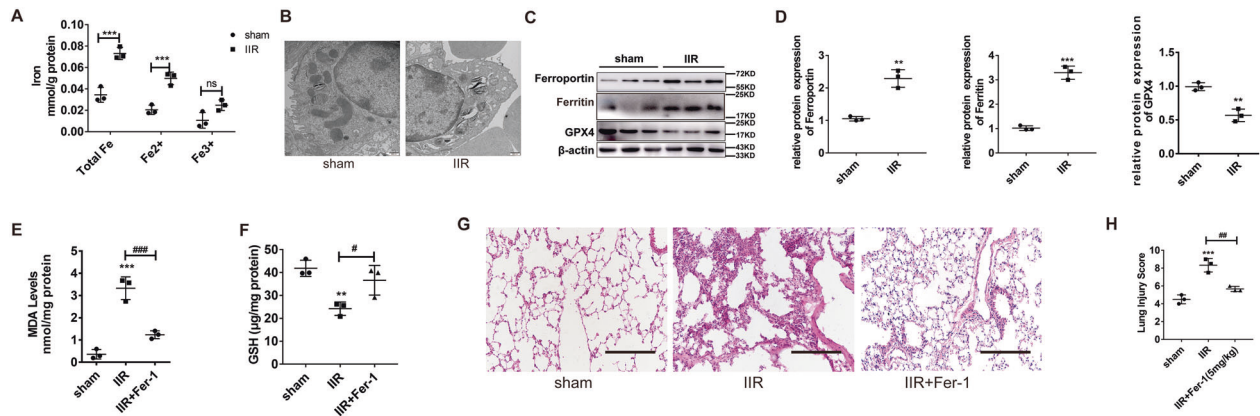 A
Iron
nmol/g protein
0.10
0.08
0.06
0.04
0.02
0.00
***
***
ns
sham
IIR
Total Fe
Fe2+
Fe3+
B
sham
IIR
C
sham
IIR
Ferroportin
Ferritin
GPX4
β-actin
72KD
55KD
25KD
17KD
25KD
17KD
43KD
33KD
D
relative protein expression
of Ferroportin
4
3
2
1
0
**
sham
IIR
relative protein expression
of Ferritin
4
3
2
1
0
***
sham
IIR
relative protein expression
of GPX4
1.5
1.0
0.5
0.0
**
sham
IIR
E
MDA Levels
nmol/mg protein
5
4
3
2
1
0
***
###
sham
IIR
IIR+Fer-1
F
GSH (μg/mg protein)
50
40
30
20
10
0
**
#
sham
IIR
IIR+Fer-1
G
sham
IIR
IIR+Fer-1
H
Lung Injury Score
12
10
8
6
4
2
0
***
##
sham
IIR
IIR+Fer-1(5mg/kg)